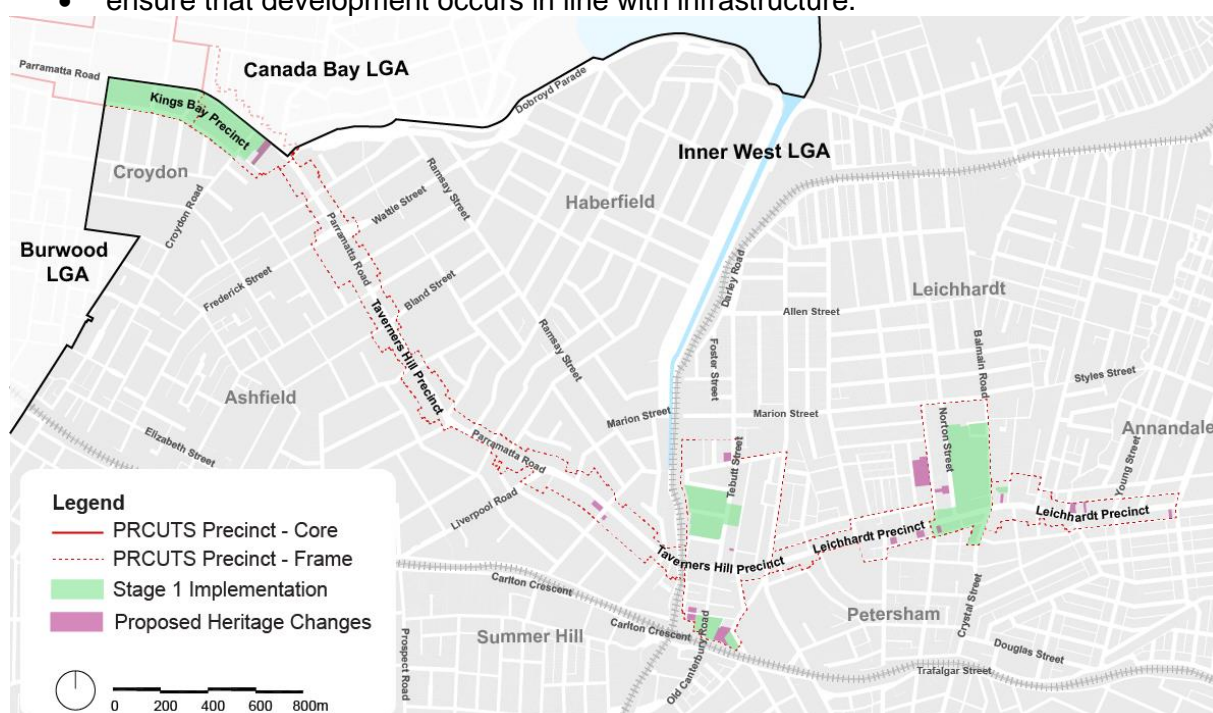 • ensure that development occurs in line with infrastructure.
Parramatta Road
Canada Bay LGA
Kings Bay Precinct
Dobroyd Parade
Croydon
Inner West LGA
Ramsay Street
Haberfield
Wattle Street
Croydon Road
Parramatta Road
Burwood
LGA
Darley Road
Leichhardt
Frederick Street
Bland Street
Allen Street
Taverners Hill Precinct
Ramsay Street
Foster Street
Balmain Road
Styles Street
Ashfield
Marion Street
Marion Street
Annandale
Elizabeth Street
Parramatta Road
Tebutt Street
Norton Street
Young Street
Liverpool Road
Leichhardt Precinct
Leichhardt Precinct
Taverners Hill Precinct
Carlton Crescent
Petersham
Crystal Street
Summer Hill
Carlton Crescent
Old Canterbury Road
Prospect Road
Douglas Street
Trafalgar Street
Legend
PRCUTS Precinct - Core
PRCUTS Precinct - Frame
Stage 1 Implementation
Proposed Heritage Changes
0 200 400 600 800m